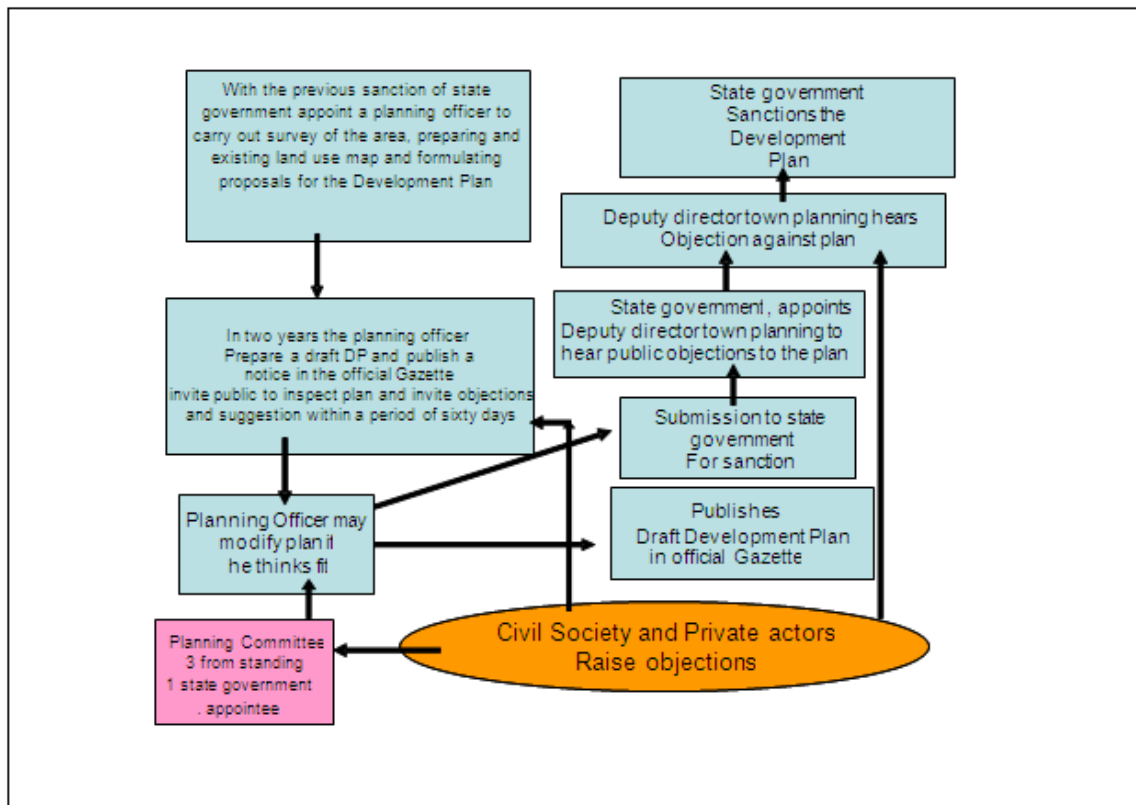 With the previous sanction of state
government appoint a planning officer to
carry out survey of the area, preparing and
existing land use map and formulating
proposals for the Development Plan
In two years the planning officer
Prepare a draft DP and publish a
notice in the official Gazette
invite public to inspect plan and invite objections
and suggestion within a period of sixty days
Planning Officer may
modify plan if
he thinks fit
Planning Committee
3 from standing
1 state government
. appointee
State government
Sanctions the
Development
Plan
Deputy director town planning hears
Objection against plan
State government, appoints
Deputy director town planning to
hear public objections to the plan
Submission to state
government
For sanction
Publishes
Draft Development Plan
in official Gazette
Civil Society and Private actors
Raise objections